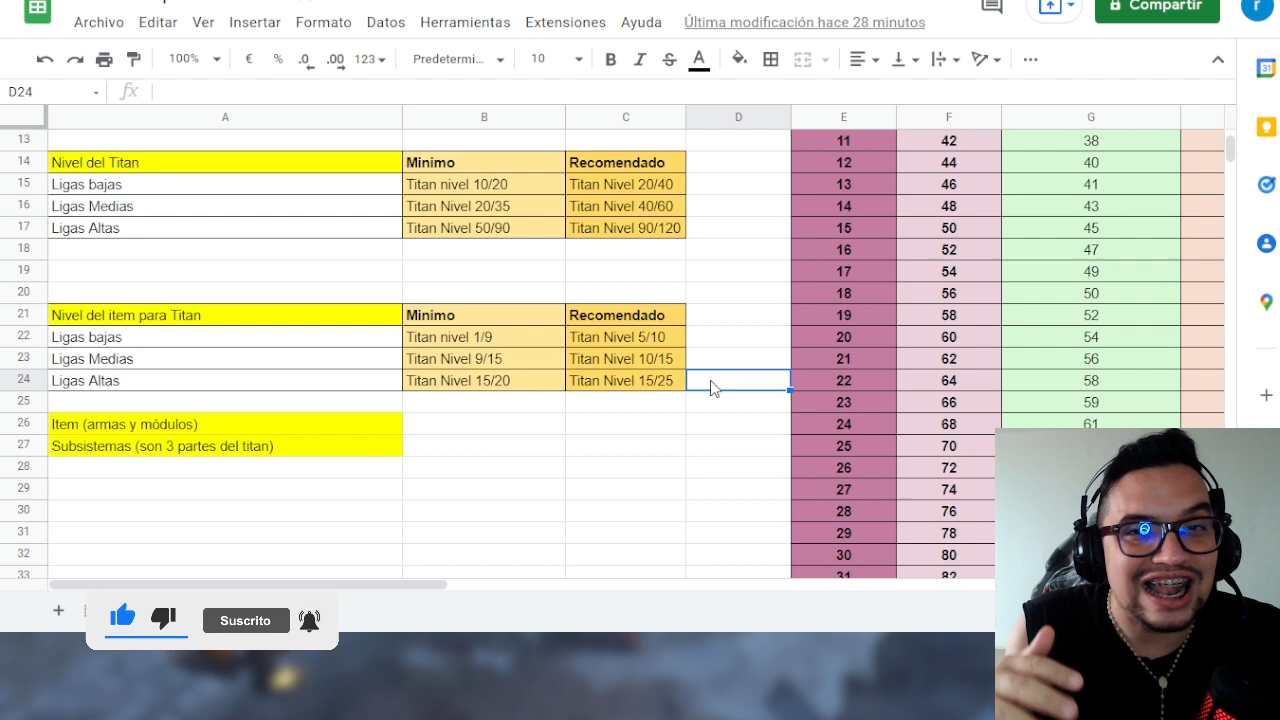 Archivo Editar Ver Insertar Formato Datos Herramientas Extensiones Ayuda Última modificación hace 28 minutos Compartir r
100% € % .0 .00 123 Predetermi... 10 B I S A ...
D24 fx 31
A B C D E F G
13 11 42 38
14 Nivel del Titan Minimo Recomendado 12 44 40
15 Ligas bajas Titan nivel 10/20 Titan Nivel 20/40 13 46 41
16 Ligas Medias Titan Nivel 20/35 Titan Nivel 40/60 14 48 43
17 Ligas Altas Titan Nivel 50/90 Titan Nivel 90/120 15 50 45
18 16 52 47
19 17 54 49
20 18 56 50
21 Nivel del item para Titan Minimo Recomendado 19 58 52
22 Ligas bajas Titan nivel 1/9 Titan Nivel 5/10 20 60 54
23 Ligas Medias Titan Nivel 9/15 Titan Nivel 10/15 21 62 56
24 Ligas Altas Titan Nivel 15/20 Titan Nivel 15/25 22 64 58
25 23 66 59
26 Item (armas y módulos) 24 68 61
27 Subsistemas (son 3 partes del titan) 25 70
28 26 72
29 27 74
30 28 76
31 29 78
32 30 80
33 31 82
+ Suscrito